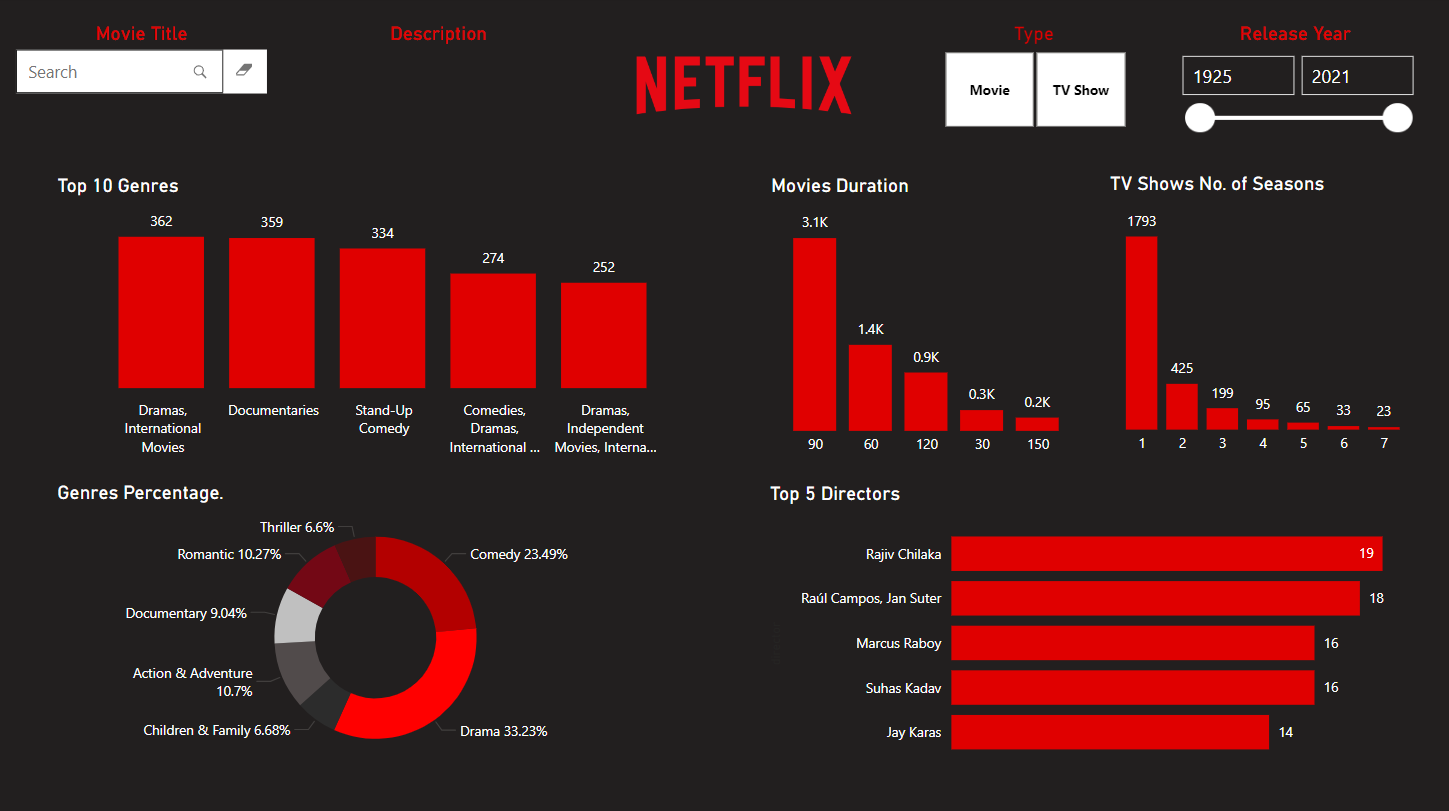 Movie Title
Description
Type
Release Year
Search
NETFLIX
Movie
TV Show
1925
2021
Top 10 Genres
362
359
334
274
252
Dramas,
International
Movies
Documentaries
Stand-Up
Comedy
Comedies,
Dramas,
International ...
Dramas,
Independent
Movies, Interna...
Movies Duration
3.1K
1.4K
0.9K
0.3K
0.2K
90
60
120
30
150
TV Shows No. of Seasons
1793
425
199
95
65
33
23
1
2
3
4
5
6
7
Genres Percentage.
Thriller 6.6%
Romantic 10.27%
Comedy 23.49%
Documentary 9.04%
Action & Adventure
10.7%
Children & Family 6.68%
Drama 33.23%
Top 5 Directors
Rajiv Chilaka
19
Raúl Campos, Jan Suter
18
Marcus Raboy
16
Suhas Kadav
16
Jay Karas
14